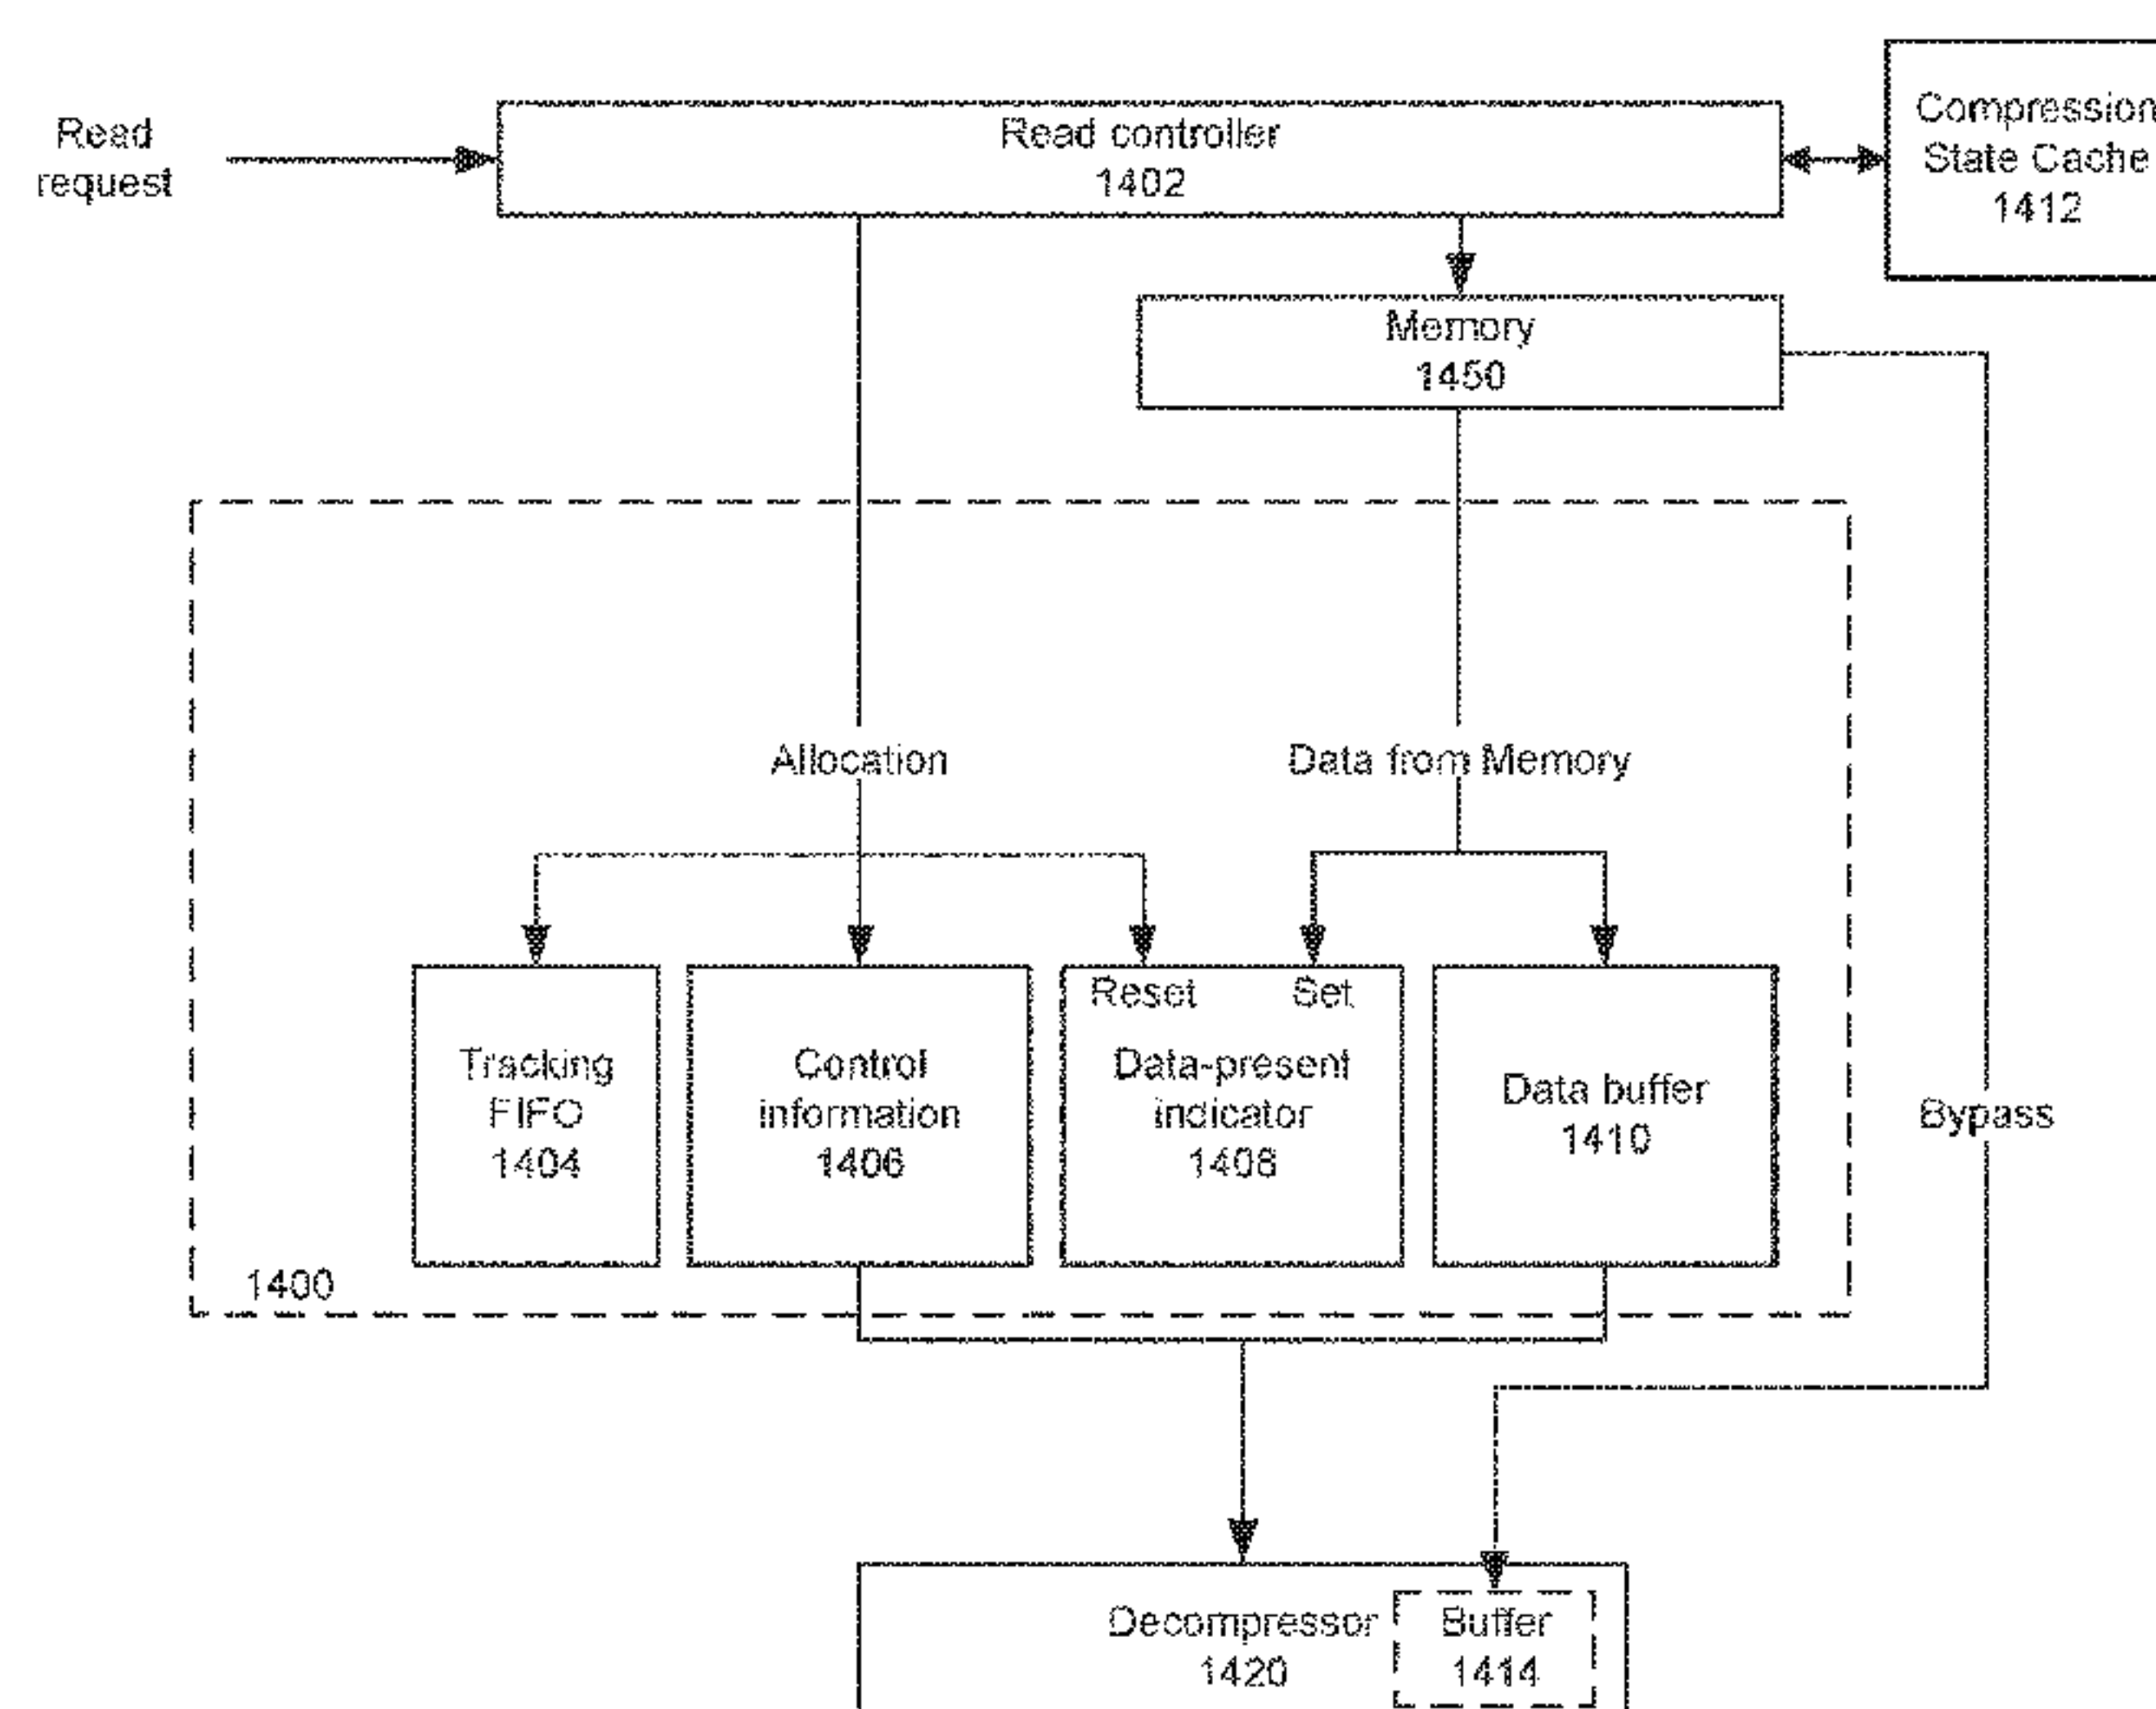 Read
request
Read controller
1402
Compression
State Cache
1412
Memory
1450
Allocation
Data from Memory
Reset
Set
Tracking
FIFO
1404
Control
information
1406
Data-present
indicator
1408
Data buffer
1410
Bypass
1400
Decompressor
1420
Buffer
1414